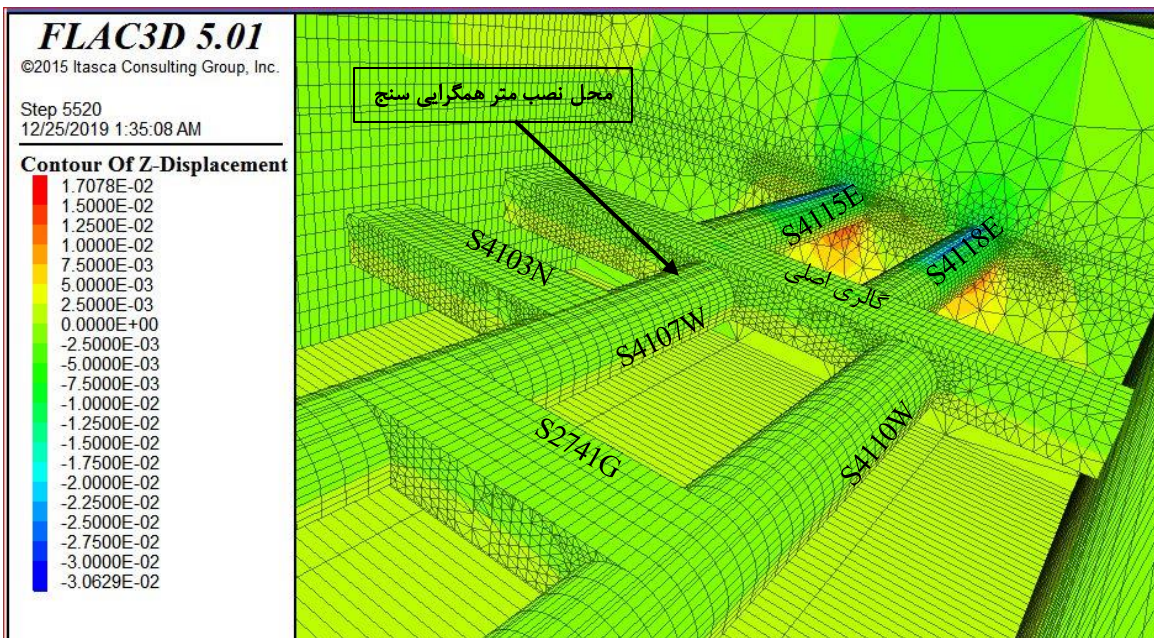 FLAC3D 5.01
©2015 Itasca Consulting Group, Inc.
Step 5520
12/25/2019 1:35:08 AM
Contour Of Z-Displacement
1.7078E-02
1.5000E-02
1.2500E-02
1.0000E-02
7.5000E-03
5.0000E-03
2.5000E-03
0.0000E+00
-2.5000E-03
-5.0000E-03
-7.5000E-03
-1.0000E-02
-1.2500E-02
-1.5000E-02
-1.7500E-02
-2.0000E-02
-2.2500E-02
-2.5000E-02
-2.7500E-02
-3.0000E-02
-3.0629E-02
محل نصب متر همگرایی سنج
S4115E
S4118E
S4103N
گالری اصلی
S4107W
S4110W
S2741G